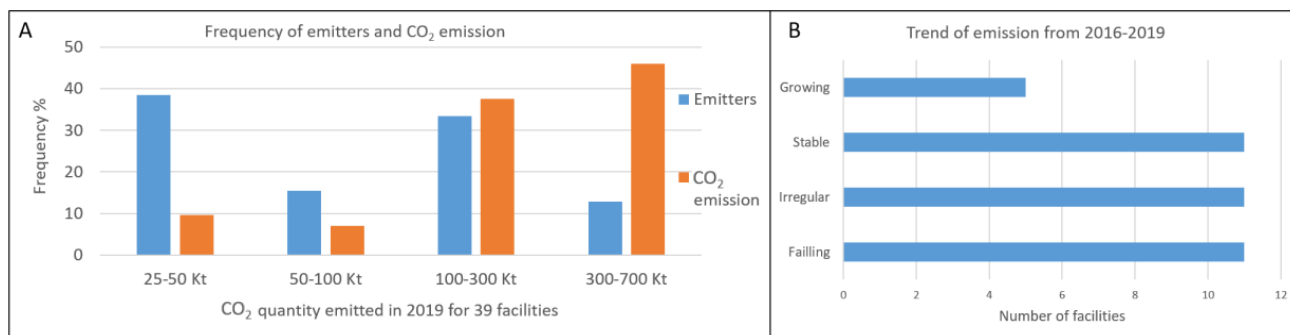 A
Frequency of emitters and CO2 emission
50
40
30
20
10
0
Frequency %
Emitters
CO2
emission
25-50 Kt
50-100 Kt
100-300 Kt
300-700 Kt
CO2 quantity emitted in 2019 for 39 facilities
B
Trend of emission from 2016-2019
Growing
Stable
Irregular
Failling
0 2 4 6 8 10 12
Number of facilities